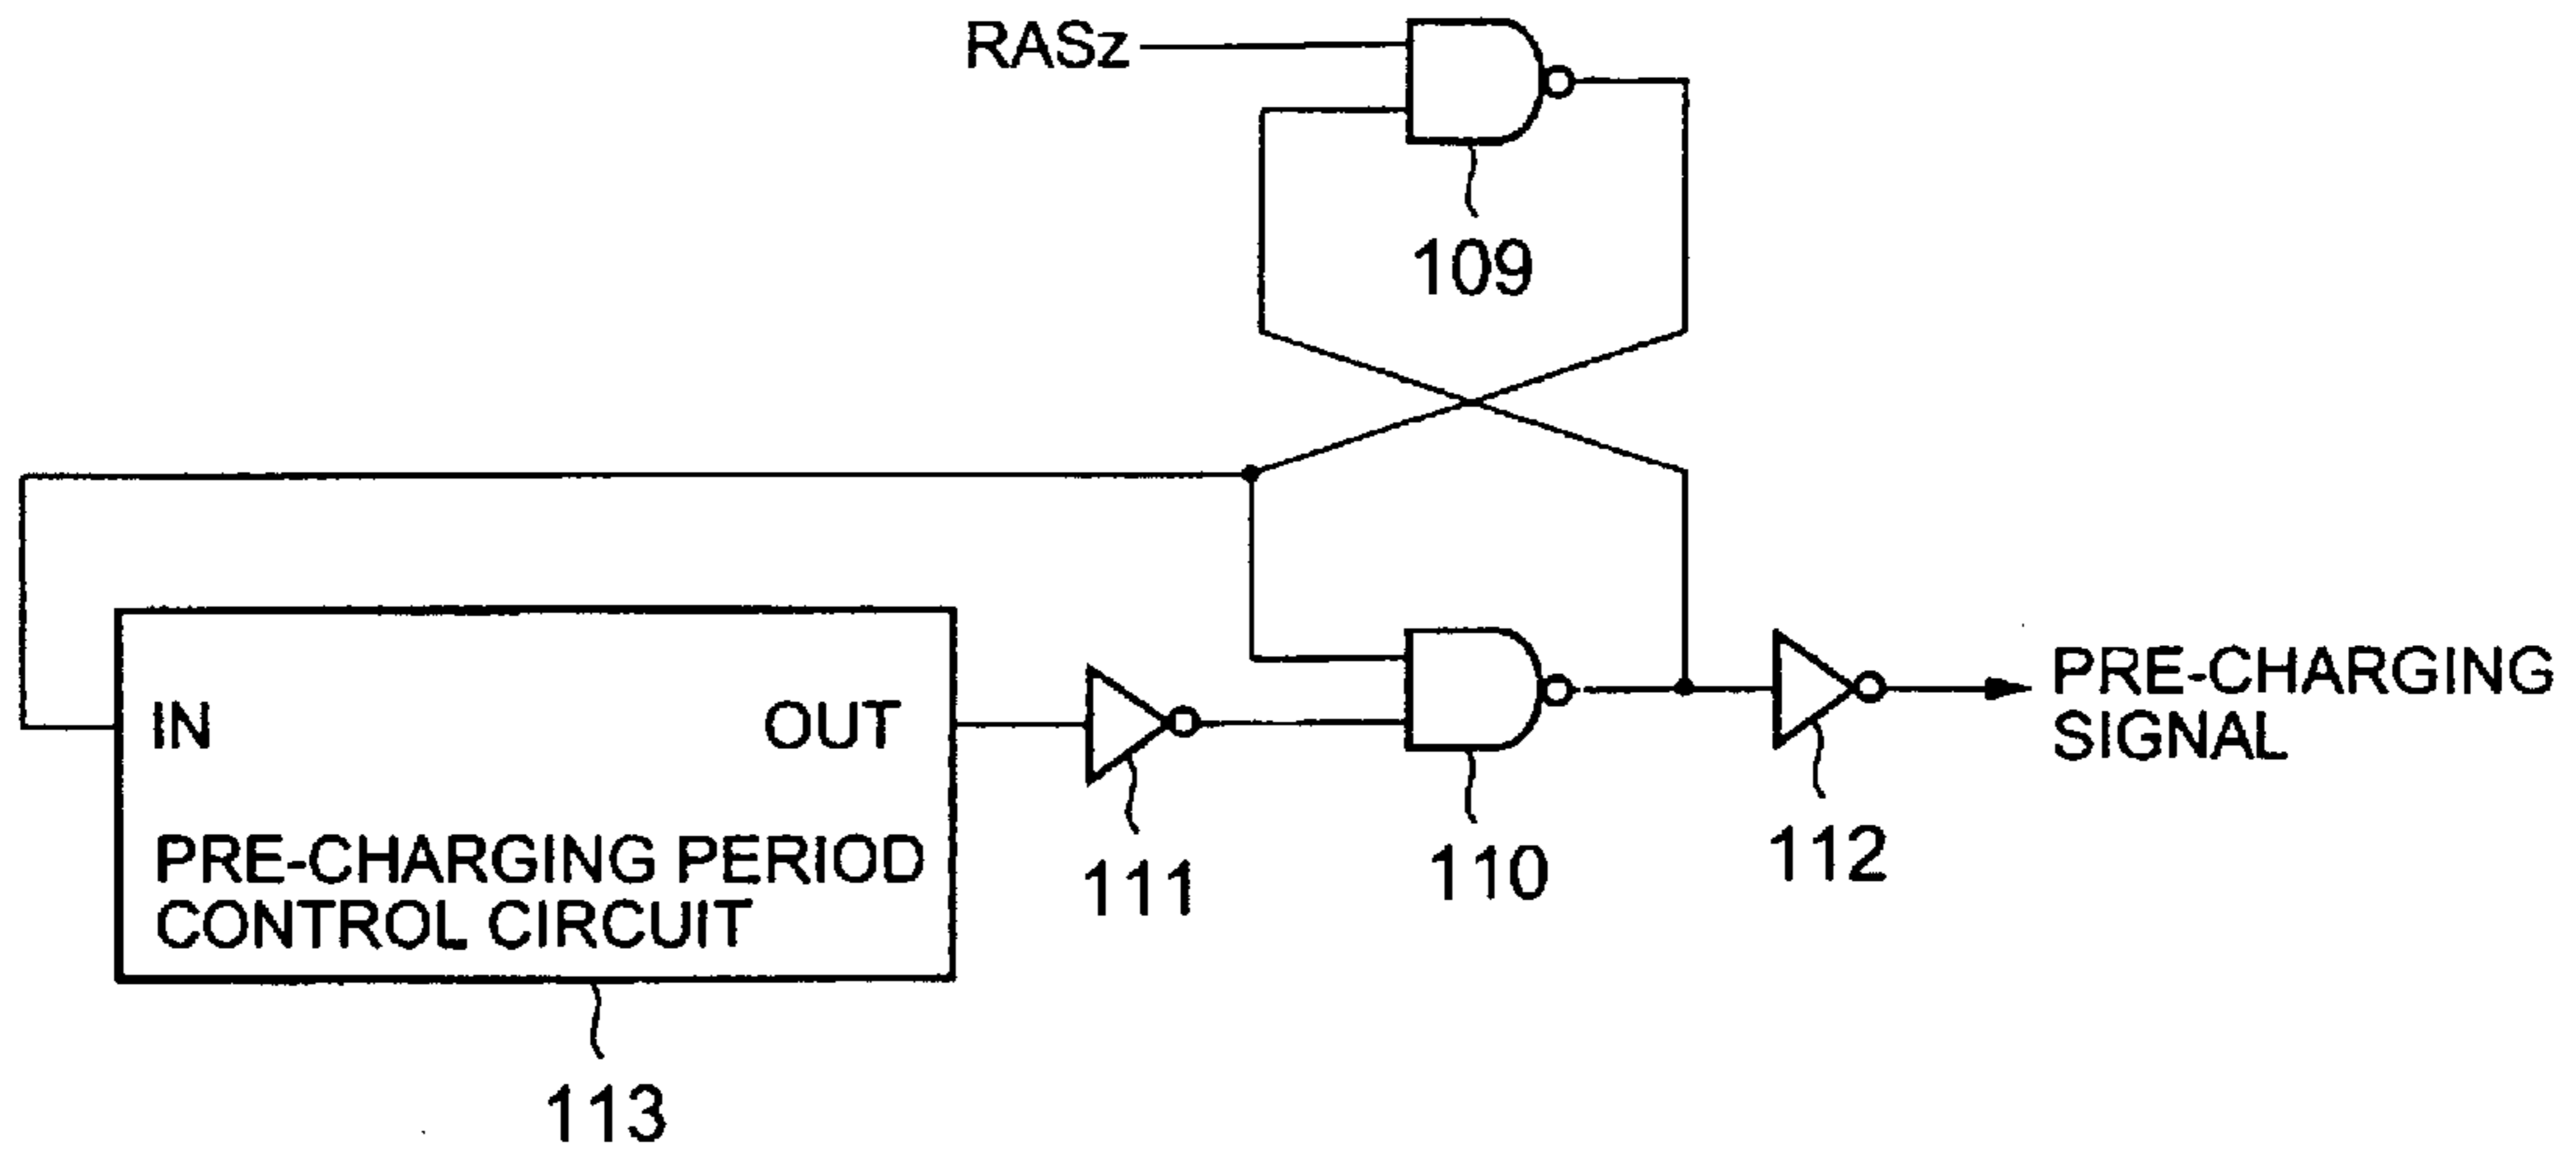 RASz
109
IN
OUT
PRE-CHARGING PERIOD
CONTROL CIRCUIT
113
111
110
112
PRE-CHARGING
SIGNAL